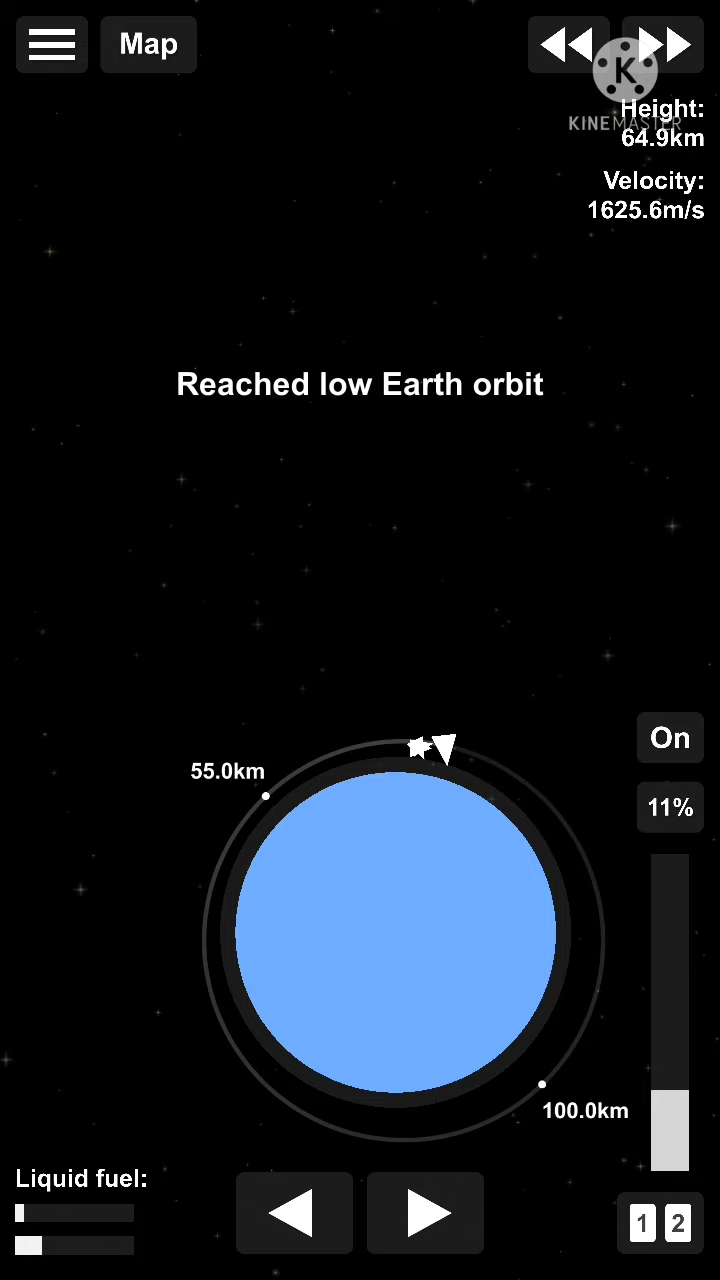 Map
K
KINEMASTER
Height:
64.9km
Velocity:
1625.6m/s
Reached low Earth orbit
On
11%
55.0km
100.0km
Liquid fuel:
1 2